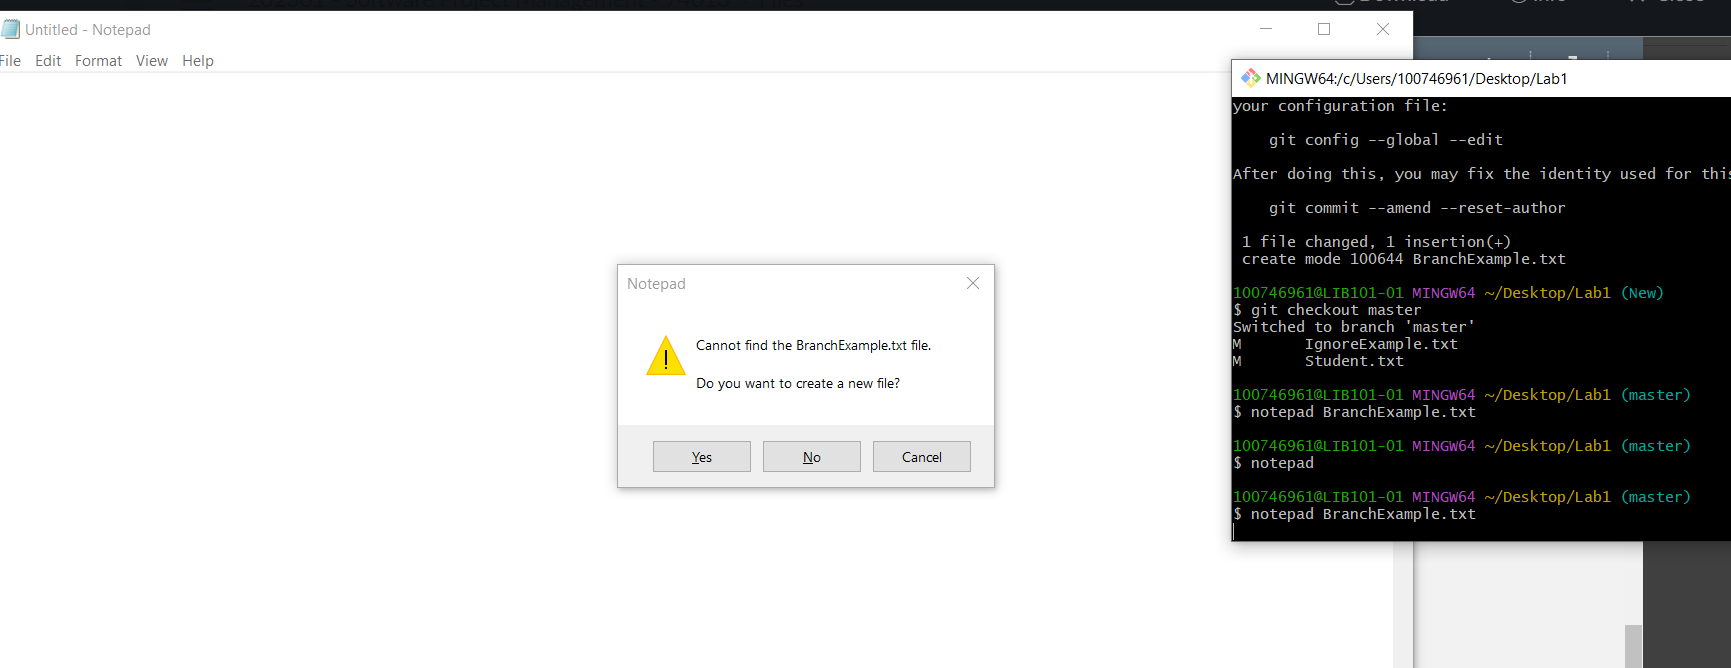 Untitled - Notepad
File Edit Format View Help
Notepad
Cannot find the BranchExample.txt file.
Do you want to create a new file?
Yes No Cancel
MINGW64:/c/Users/100746961/Desktop/Lab1
your configuration file:
git config --global --edit
After doing this, you may fix the identity used for this
git commit --amend --reset-author
1 file changed, 1 insertion(+)
create mode 100644 BranchExample.txt
100746961@LIB101-01 MINGW64 ~/Desktop/Lab1 (New)
$ git checkout master
Switched to branch 'master'
M IgnoreExample.txt
M Student.txt
100746961@LIB101-01 MINGW64 ~/Desktop/Lab1 (master)
$ notepad BranchExample.txt
100746961@LIB101-01 MINGW64 ~/Desktop/Lab1 (master)
$ notepad
100746961@LIB101-01 MINGW64 ~/Desktop/Lab1 (master)
$ notepad BranchExample.txt